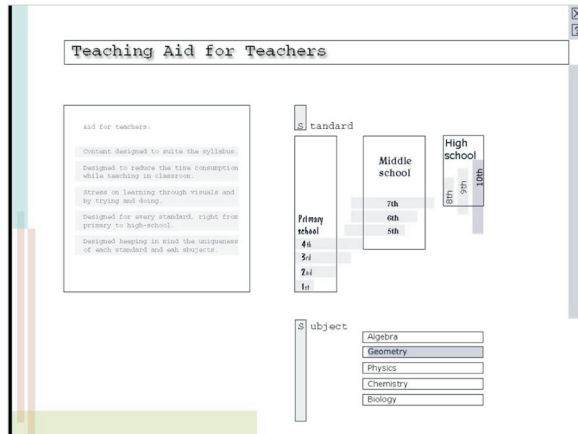 Teaching Aid for Teachers
Aid for teachers:
Content designed to suite the syllabus.
Designed to reduce the time consumption
while teaching in classroom.
Stress on learning through visuals and
by trying and doing.
Designed for every standard, right from
primary to high-school.
Designed keeping in mind the uniqueness
of each standard and eah sbujects.
S tandard
Primary
school
4th
3rd
2nd
1st
Middle
school
7th
6th
5th
High
school
8th
9th
10th
S ubject
Algebra
Geometry
Physics
Chemistry
Biology
X
?